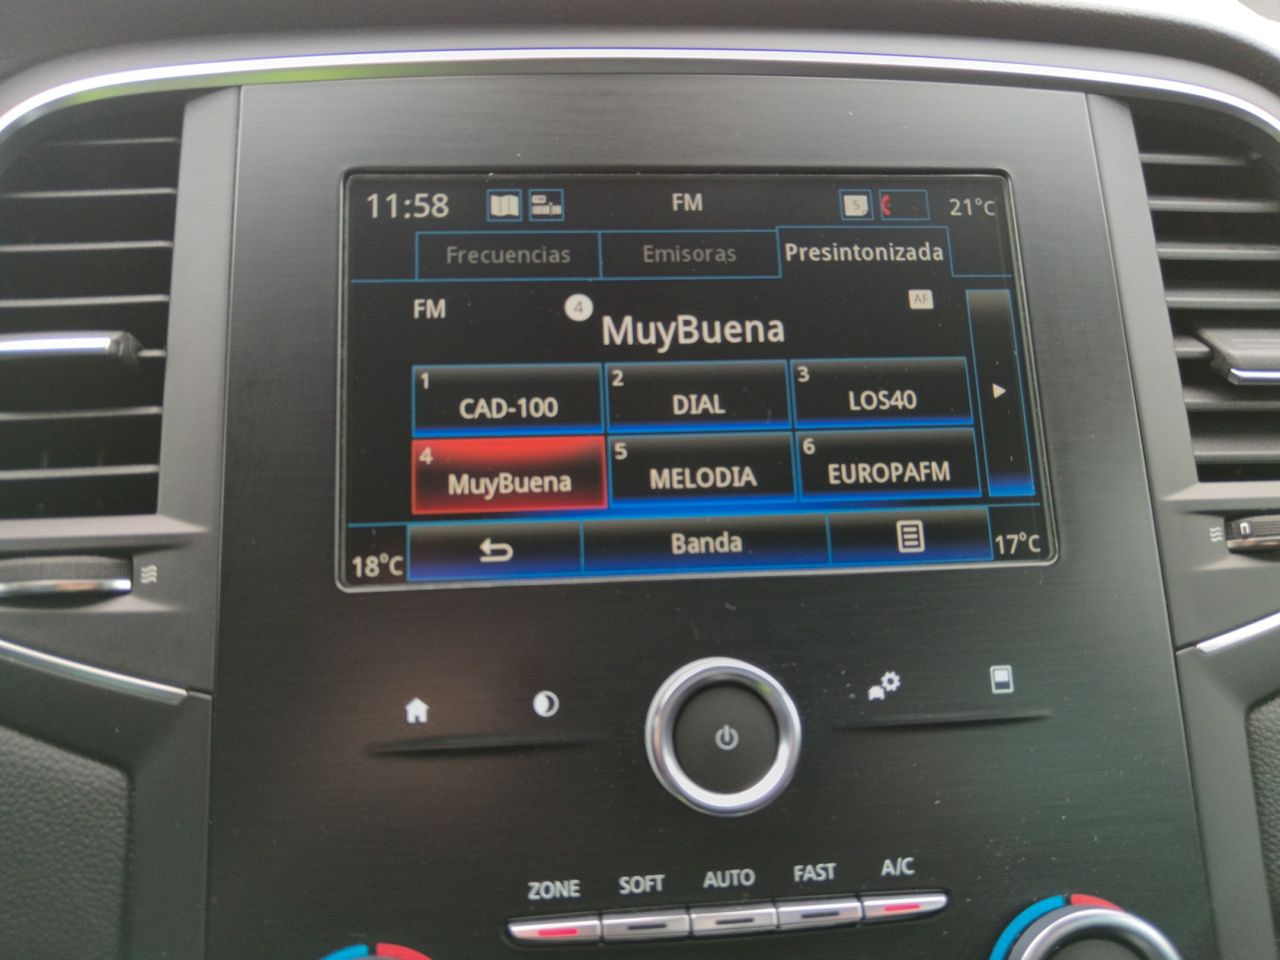 11:58 FM 5 21°C
Frecuencias Emisoras Presintonizada
FM 4 MuyBuena AF
1 CAD-100 2 DIAL 3 LOS40
4 MuyBuena 5 MELODIA 6 EUROPAFM
18°C Banda 17°C
ZONE SOFT AUTO FAST A/C